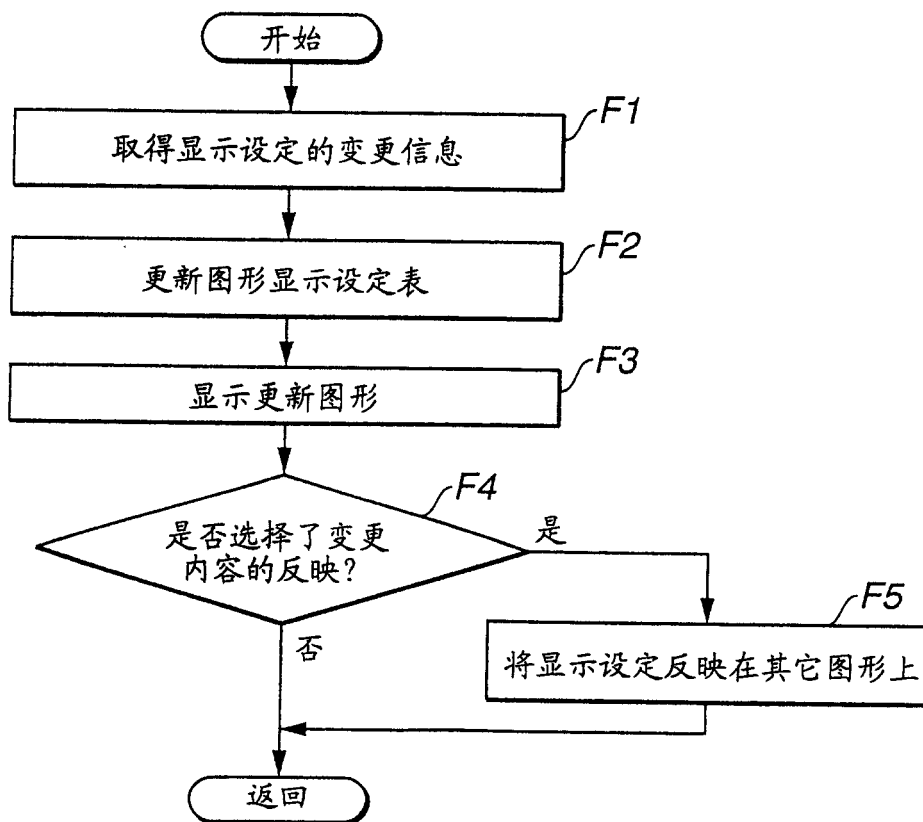 开始
F1
取得显示设定的变更信息
F2
更新图形显示设定表
F3
显示更新图形
F4
是否选择了变更
内容的反映?
是
否
F5
将显示设定反映在其它图形上
返回